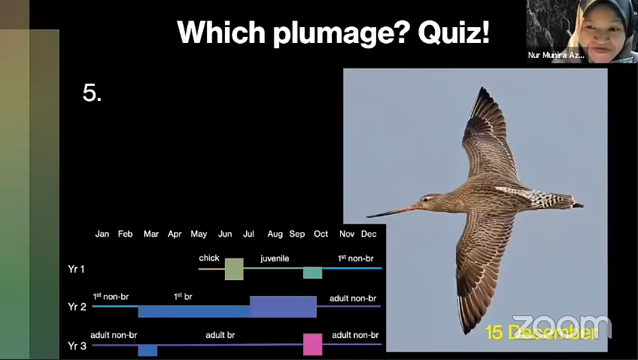 Which plumage? Quiz!
Nur Munira Az...
5.
Jan Feb Mar Apr May Jun Jul Aug Sep Oct Nov Dec
chick juvenile 1st non-br
Yr 1
1st non-br 1st br adult non-br
Yr 2
adult non-br adult br adult non-br
Yr 3
15 December
zoom